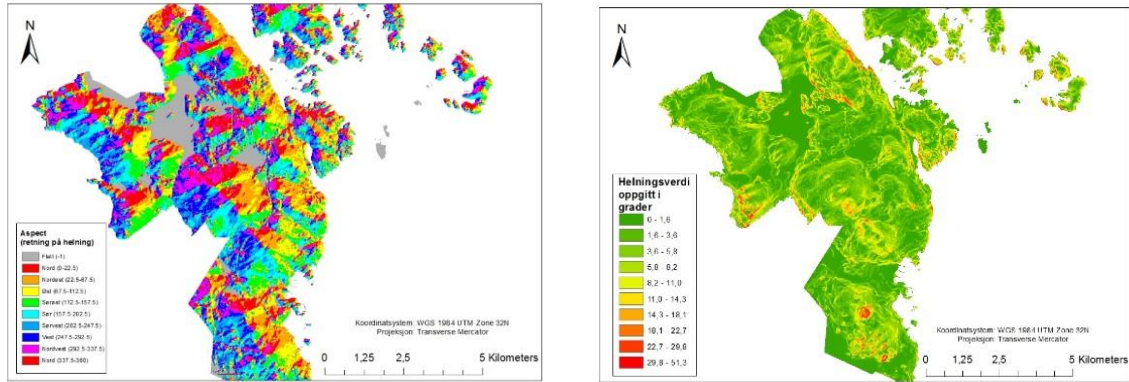 N
Aspect
(retning på helning)
Flatt (-1)
Nord (0-22.5)
Nordøst (22.5-67.5)
Øst (67.5-112.5)
Sørøst (112.5-157.5)
Sør (157.5-202.5)
Sørvest (202.5-247.5)
Vest (247.5-292.5)
Nordvest (292.5-337.5)
Nord (337.5-360)
Koordinatsystem: WGS 1984 UTM Zone 32N
Projeksjon: Transverse Mercator
0 1,25 2,5 5 Kilometers
N
Helningsverdi
oppgitt i
grader
0 - 1,6
1,6 - 3,6
3,6 - 5,8
5,8 - 8,2
8,2 - 11,0
11,0 - 14,3
14,3 - 18,1
18,1 - 22,7
22,7 - 29,8
29,8 - 51,3
Koordinatsystem: WGS 1984 UTM Zone 32N
Projeksjon: Transverse Mercator
0 1,25 2,5 5 Kilometers